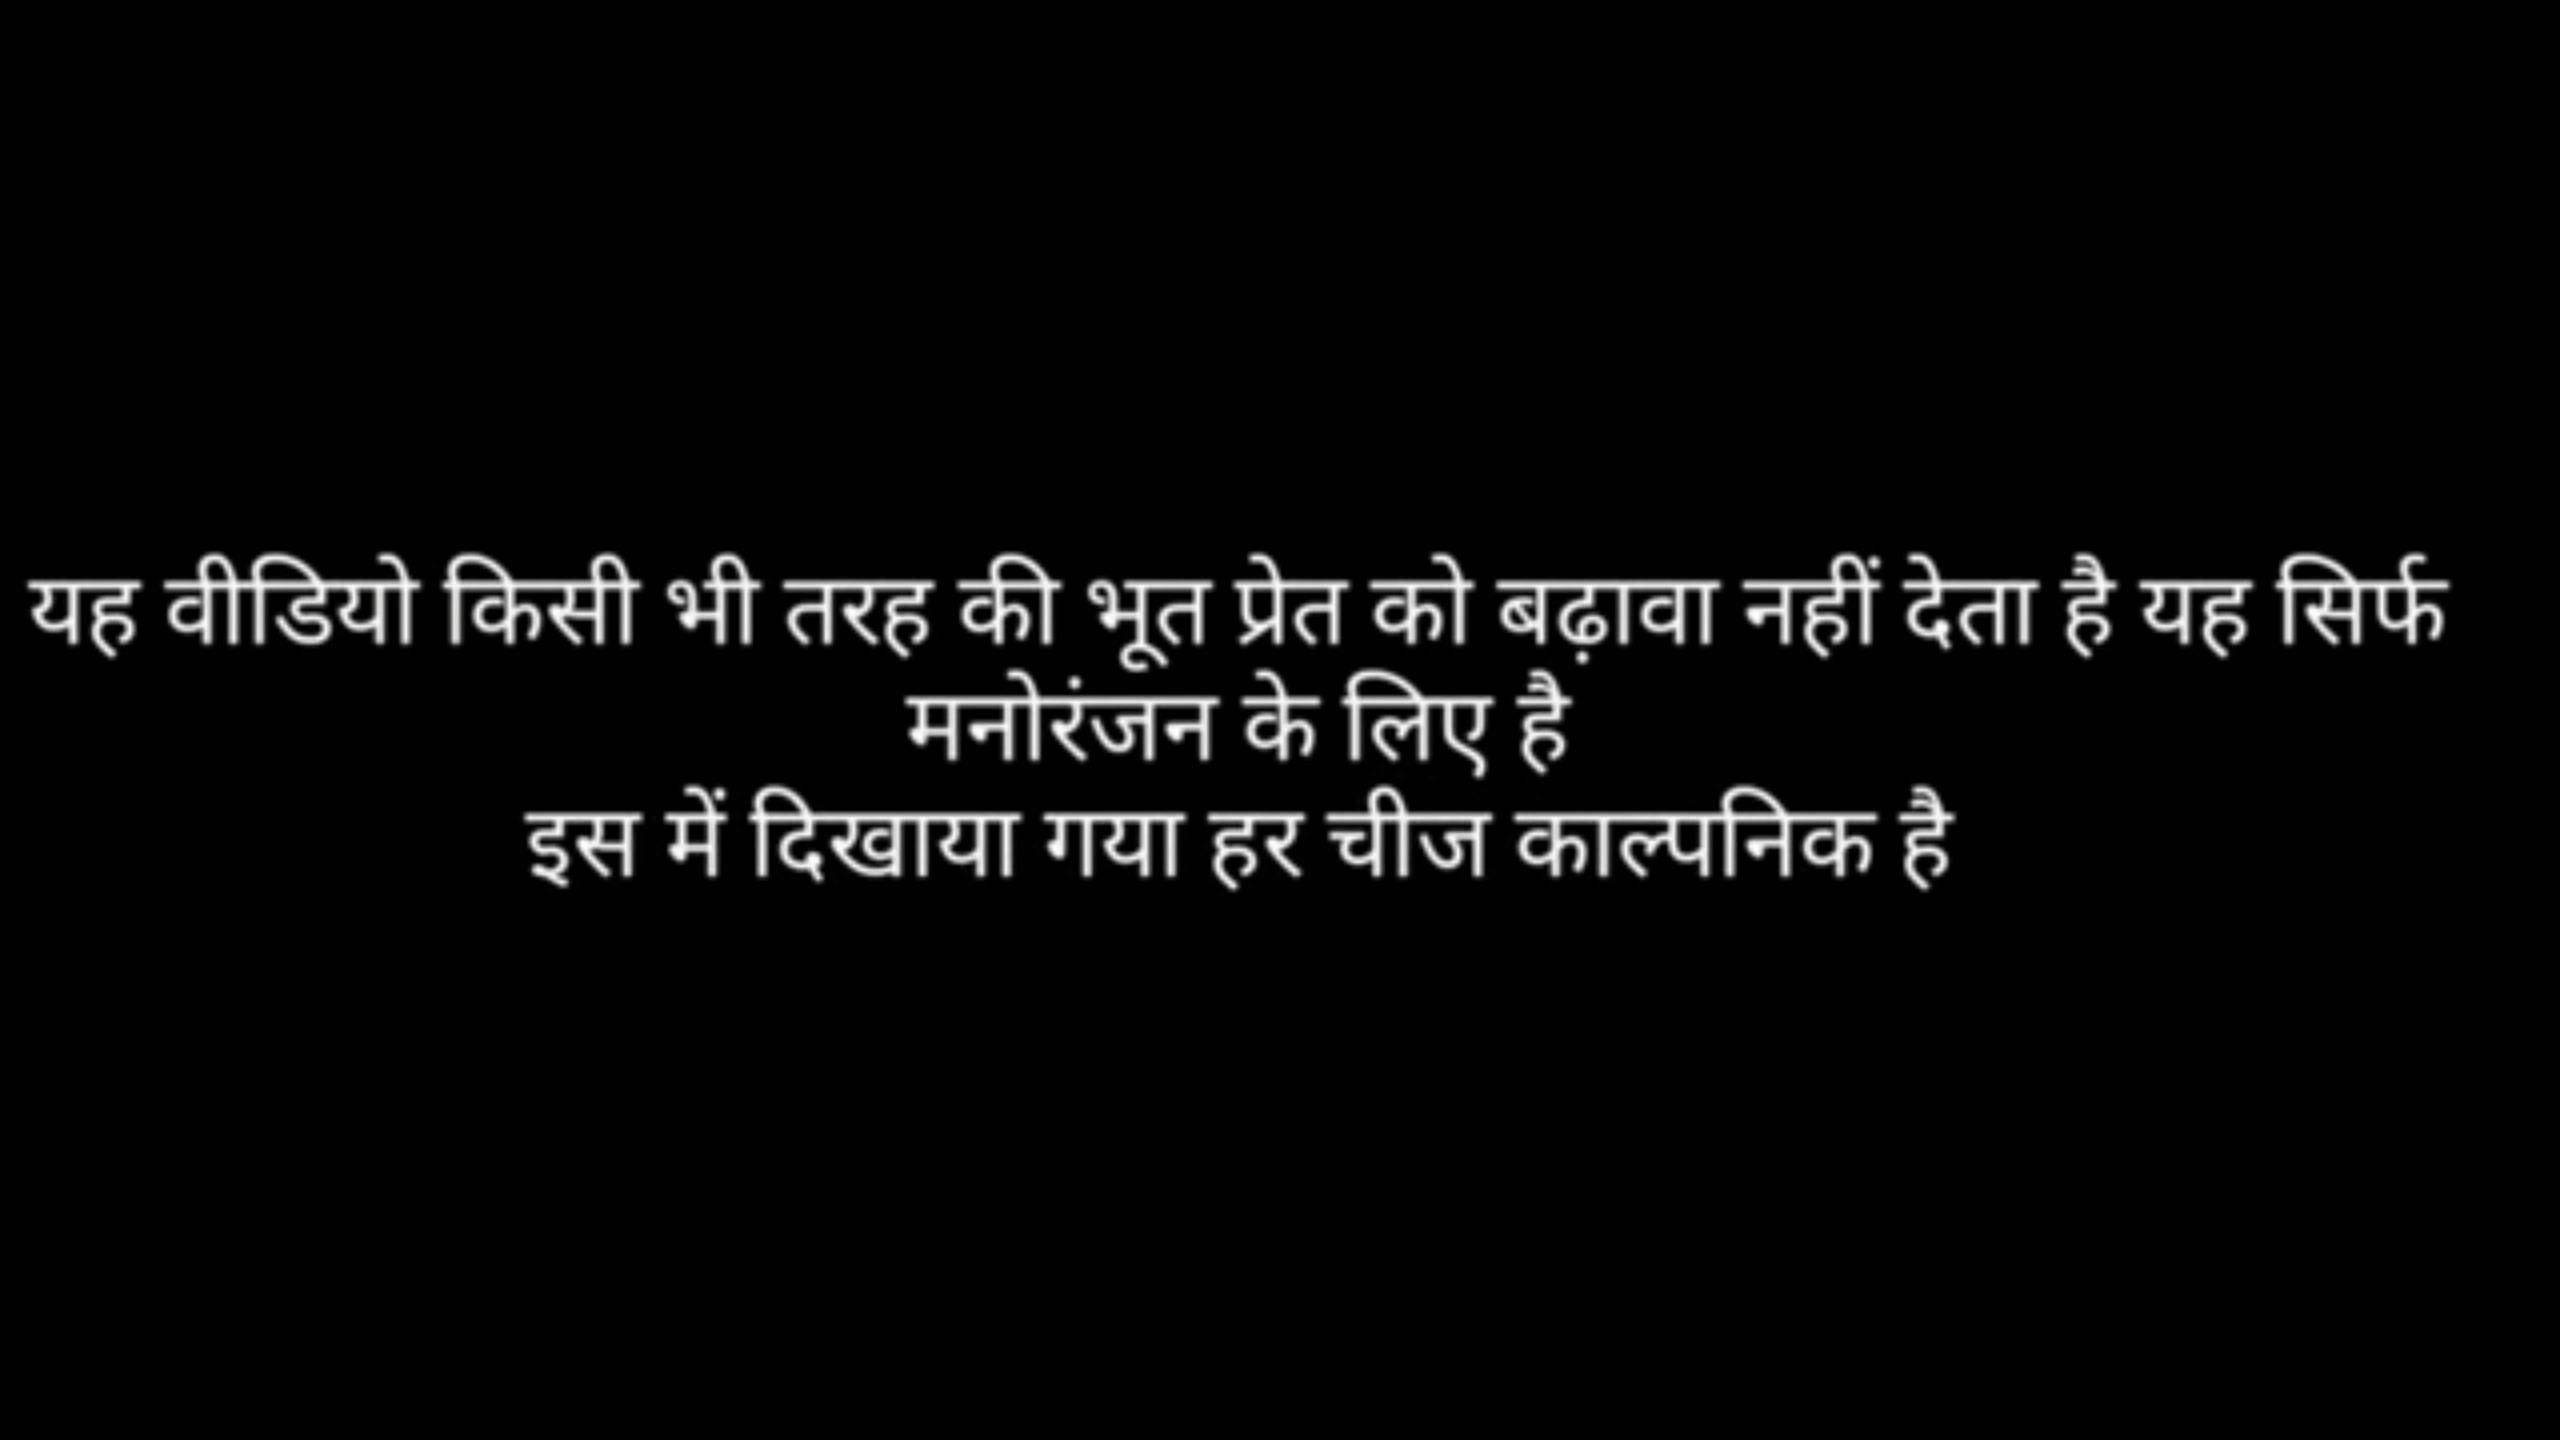 यह वीडियो किसी भी तरह की भूत प्रेत को बढ़ावा नहीं देता है यह सिर्फ
मनोरंजन के लिए है
इस में दिखाया गया हर चीज काल्पनिक है